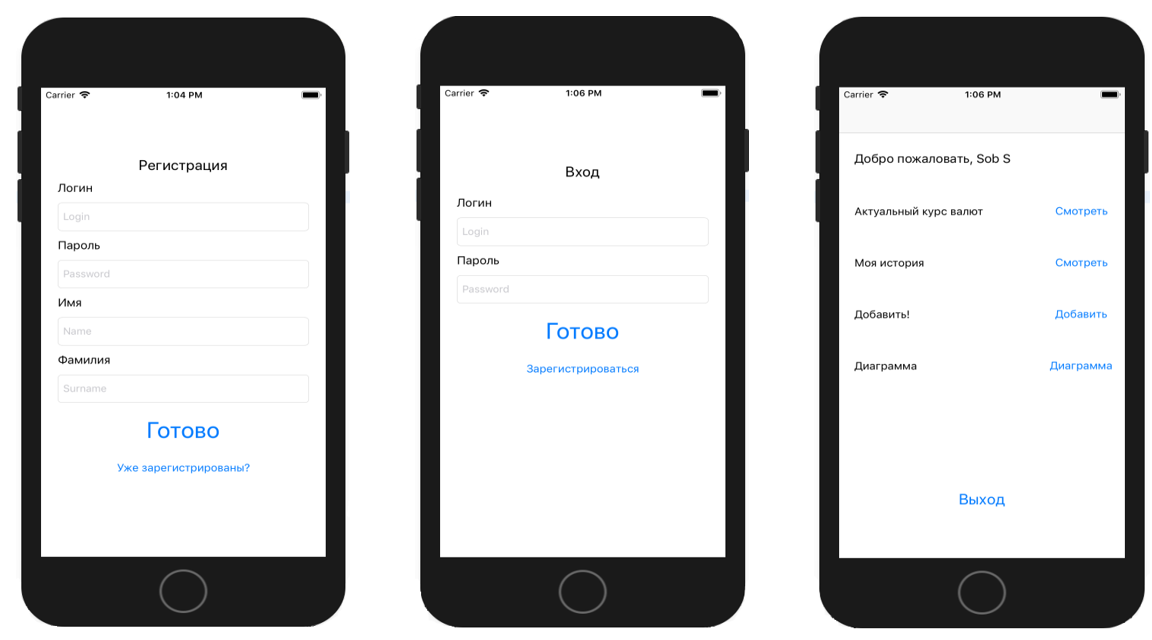 Carrier 1:04 PM
Регистрация
Логин
Login
Пароль
Password
Имя
Name
Фамилия
Surname
Готово
Уже зарегистрированы?
Carrier 1:06 PM
Вход
Логин
Login
Пароль
Password
Готово
Зарегистрироваться
Carrier 1:06 PM
Добро пожаловать, Sob S
Актуальный курс валют Смотреть
Моя история Смотреть
Добавить! Добавить
Диаграмма Диаграмма
Выход